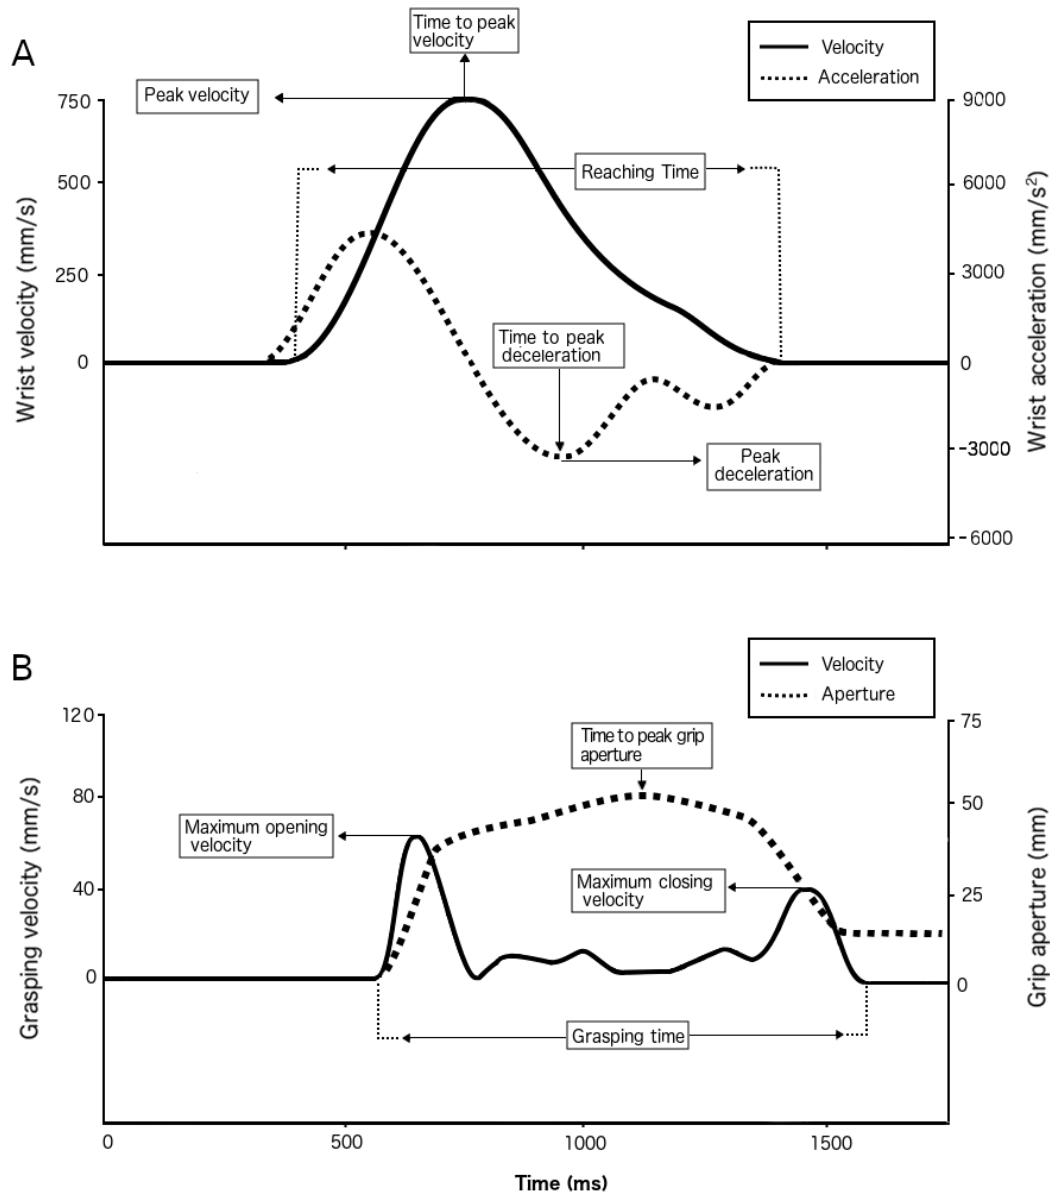 A
Time to peak
velocity
Velocity
Acceleration
Peak velocity
750
500
250
0
9000
6000
3000
0
-3000
-6000
Reaching Time
Time to peak
deceleration
Peak
deceleration
Wrist velocity (mm/s)
Wrist acceleration (mm/s²)
B
Velocity
Aperture
120
80
40
0
75
50
25
0
Time to peak grip
aperture
Maximum opening
velocity
Maximum closing
velocity
Grasping time
Grasping velocity (mm/s)
Grip aperture (mm)
0
500
1000
1500
Time (ms)